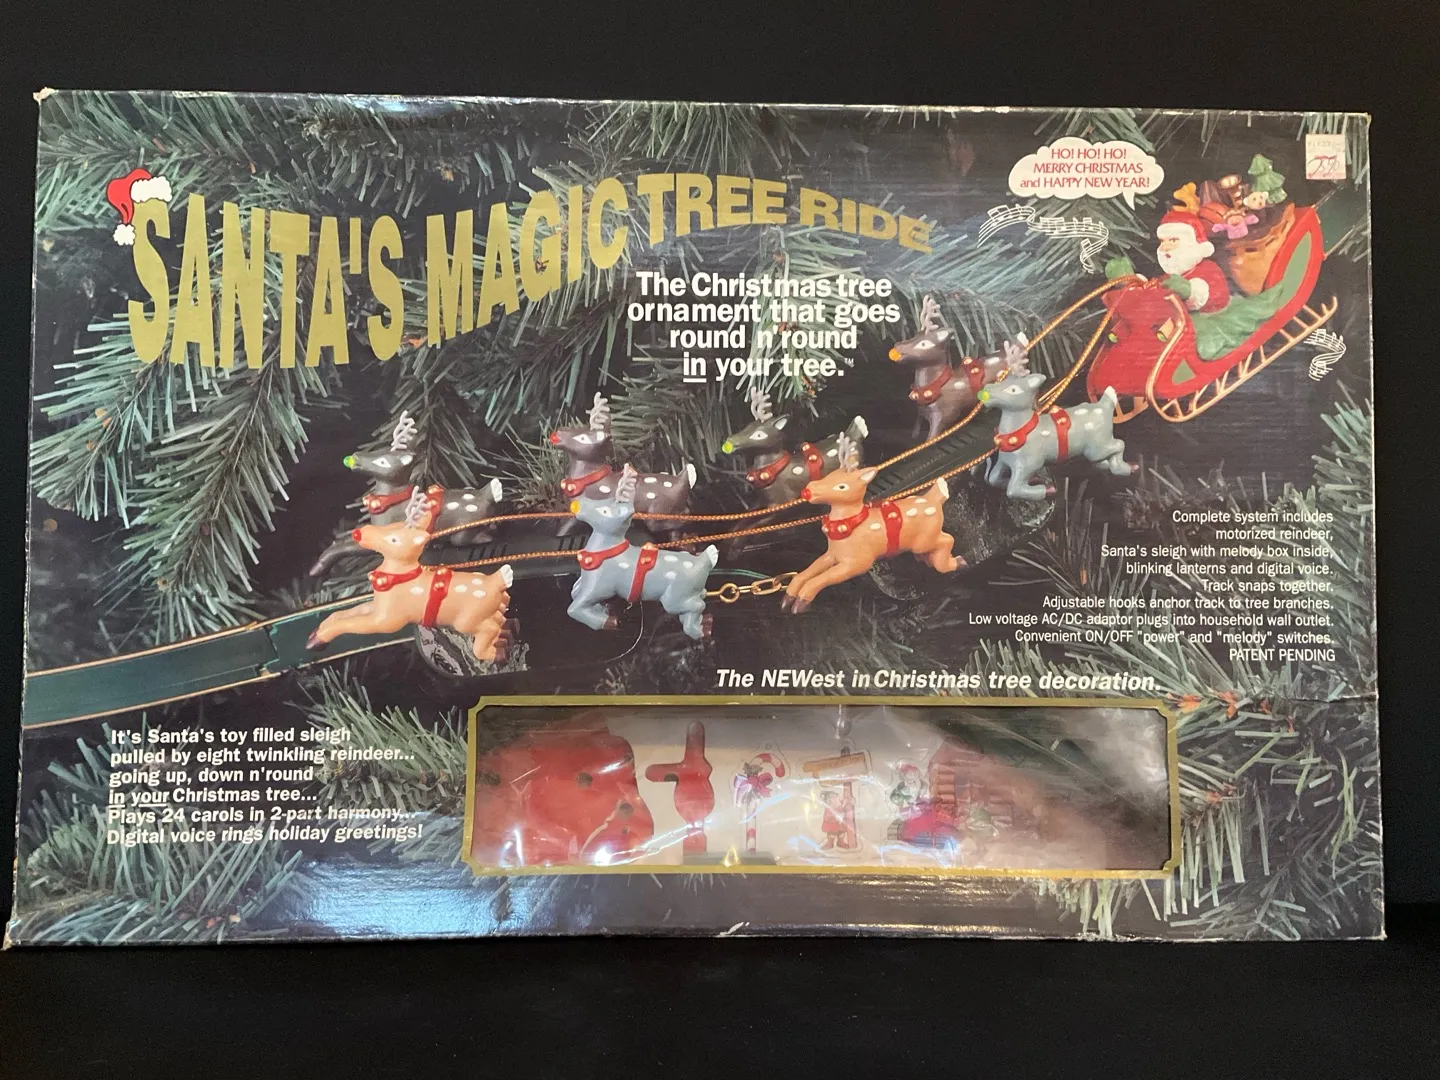 SANTA'S MAGIC TREE RIDE
HO! HO! HO!
MERRY CHRISTMAS
and HAPPY NEW YEAR!
The Christmas tree
ornament that goes
round n'round
in your tree.™
Complete system includes
motorized reindeer,
Santa's sleigh with melody box inside,
blinking lanterns and digital voice.
Track snaps together.
Adjustable hooks anchor track to tree branches.
Low voltage AC/DC adaptor plugs into household wall outlet.
Convenient ON/OFF "power" and "melody" switches.
PATENT PENDING
The NEWest in Christmas tree decoration.
It's Santa's toy filled sleigh
pulled by eight twinkling reindeer...
going up, down n'round
in your Christmas tree...
Plays 24 carols in 2-part harmony...
Digital voice rings holiday greetings!